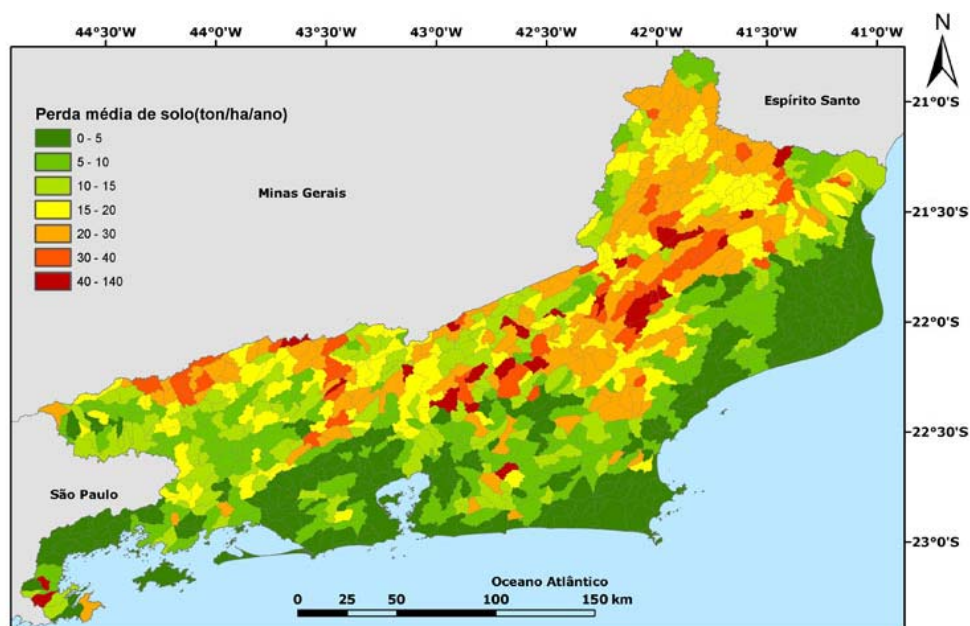 44°30'W 44°0'W 43°30'W 43°0'W 42°30'W 42°0'W 41°30'W 41°0'W
N
Espírito Santo
21°0'S
Perda média de solo(ton/ha/ano)
0 - 5
5 - 10
10 - 15
15 - 20
20 - 30
30 - 40
40 - 140
Minas Gerais
21°30'S
22°0'S
22°30'S
São Paulo
23°0'S
Oceano Atlântico
0 25 50 100 150 km